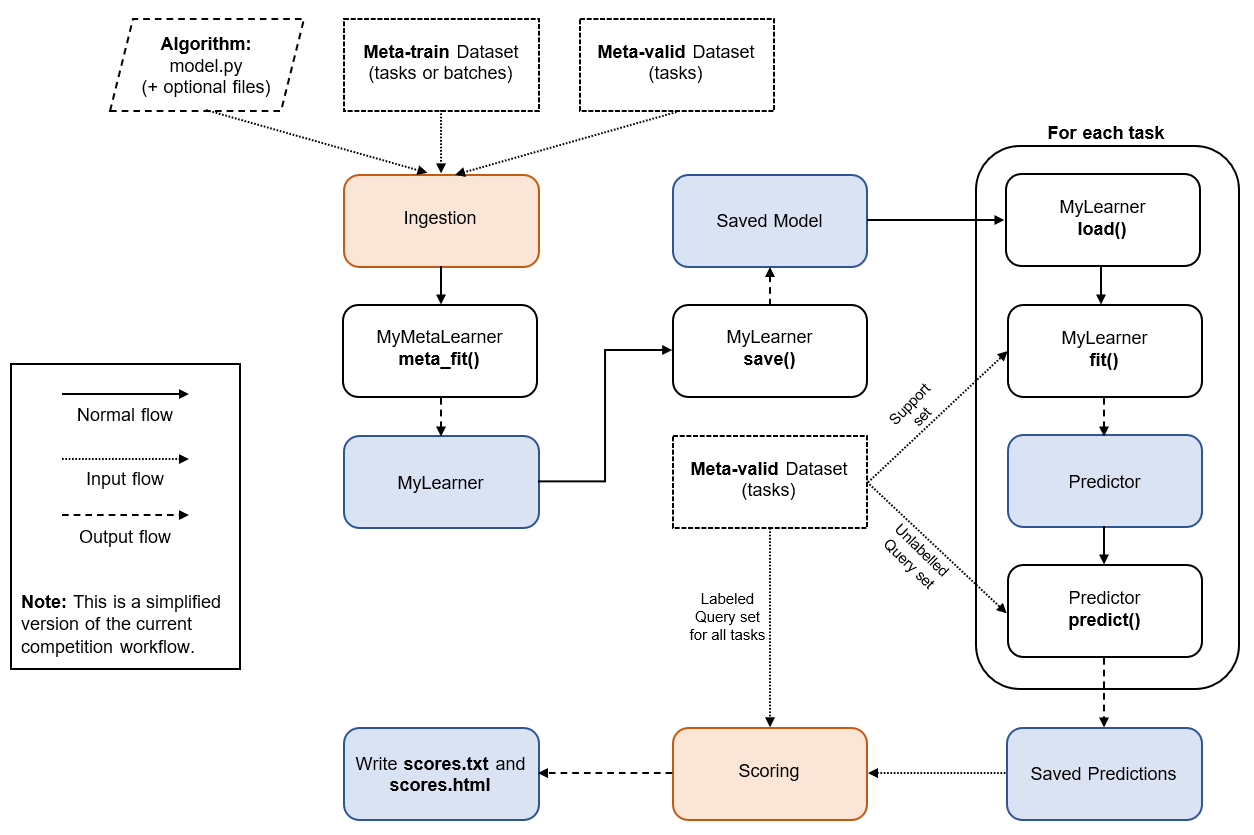 Algorithm:
model.py
(+ optional files)
Meta-train Dataset
(tasks or batches)
Meta-valid Dataset
(tasks)
For each task
Ingestion
Saved Model
MyLearner
load()
MyMetaLearner
meta_fit()
MyLearner
save()
MyLearner
fit()
Normal flow
Input flow
Output flow
Note: This is a simplified
version of the current
competition workflow.
MyLearner
Meta-valid Dataset
(tasks)
Support
set
Unlabelled
Query set
Predictor
Predictor
predict()
Labeled
Query set
for all tasks
Write scores.txt and
scores.html
Scoring
Saved Predictions